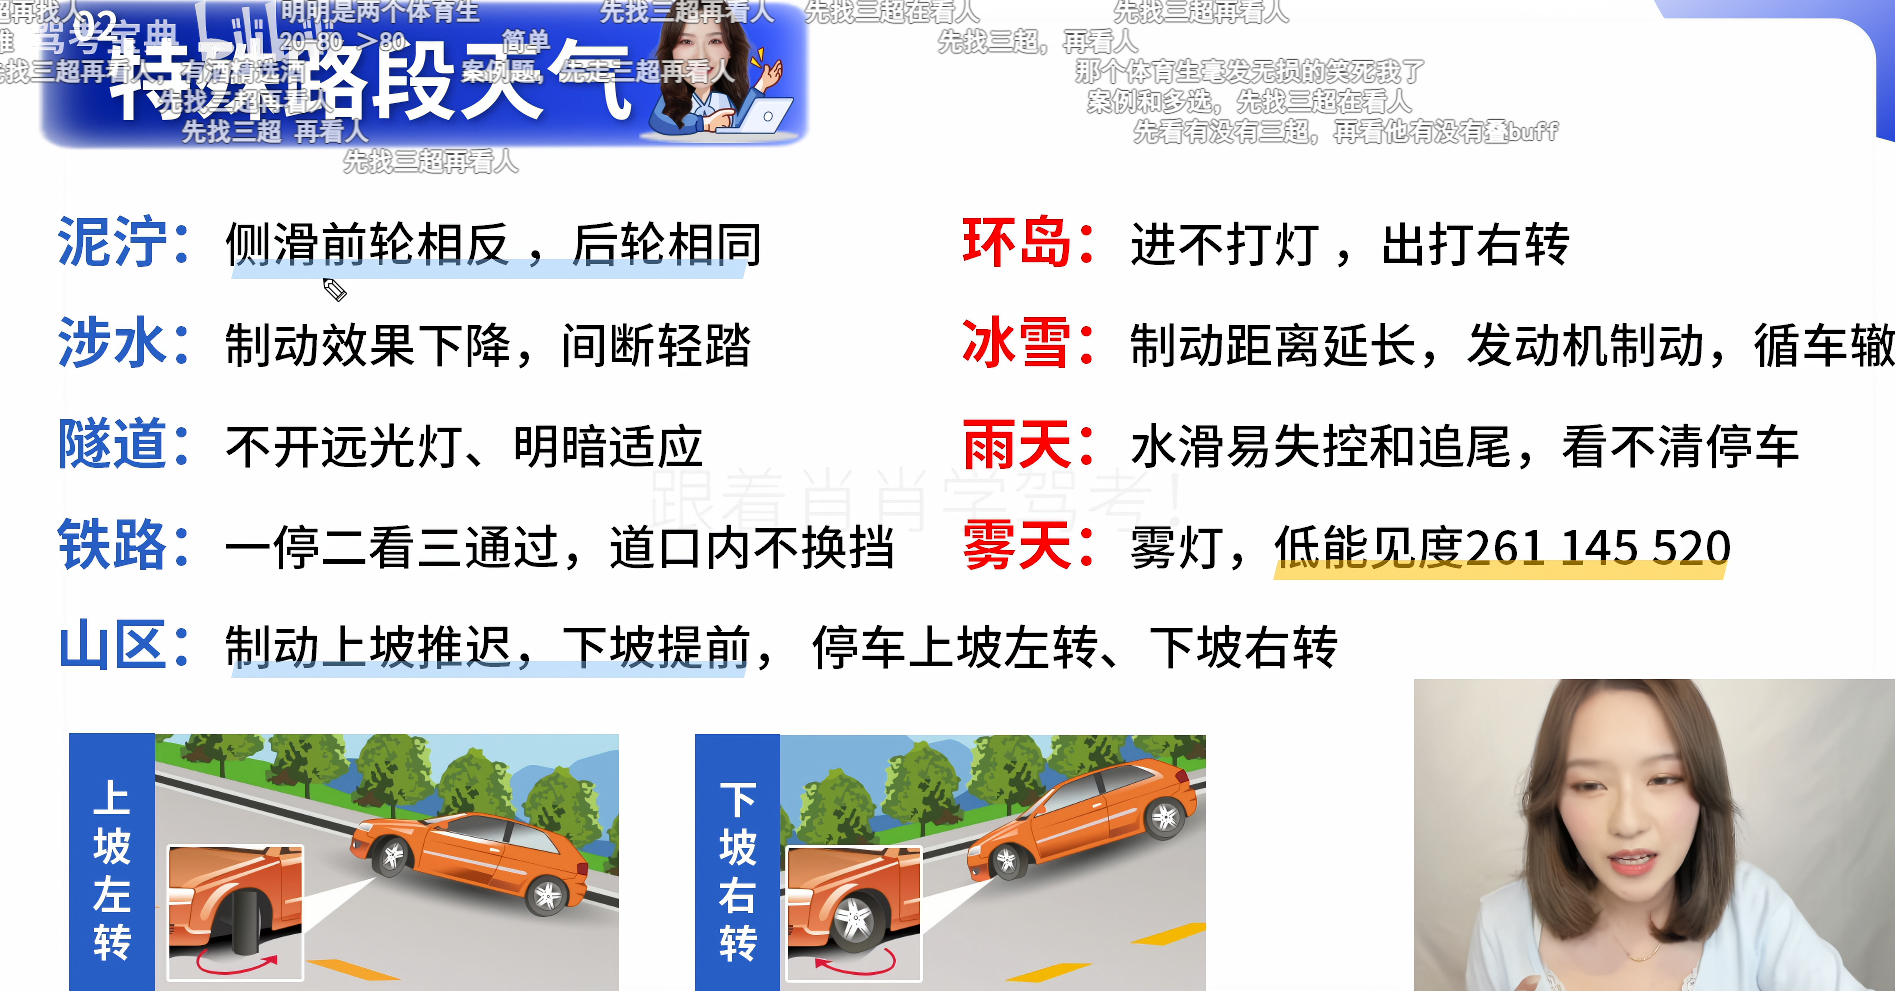 超再找人
02
明明是两个体育生
先找三超再看人
先找三超在看人
先找三超再看人
驾考宝典
20-80 >80
简单
先找三超，再看人
特殊路段天气
找三超再看人，有酒精选酒
案例题，先走三超再看人
那个体育生毫发无损的笑死我了
先找三超再看人
案例和多选，先找三超在看人
先找三超 再看人
先看有没有三超，再看他有没有叠buff
先找三超再看人
泥泞：侧滑前轮相反，后轮相同
环岛：进不打灯，出打右转
涉水：制动效果下降，间断轻踏
冰雪：制动距离延长，发动机制动，循车辙
隧道：不开远光灯、明暗适应
雨天：水滑易失控和追尾，看不清停车
跟着肖肖学驾考！
铁路：一停二看三通过，道口内不换挡
雾天：雾灯，低能见度261 145 520
山区：制动上坡推迟，下坡提前，停车上坡左转、下坡右转
上坡左转
下坡右转